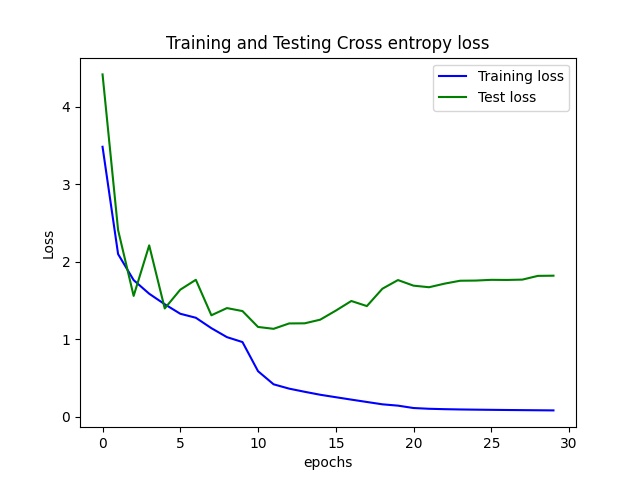 Training and Testing Cross entropy loss
Training loss
Test loss
4
3
2
1
0
Loss
0 5 10 15 20 25 30
epochs